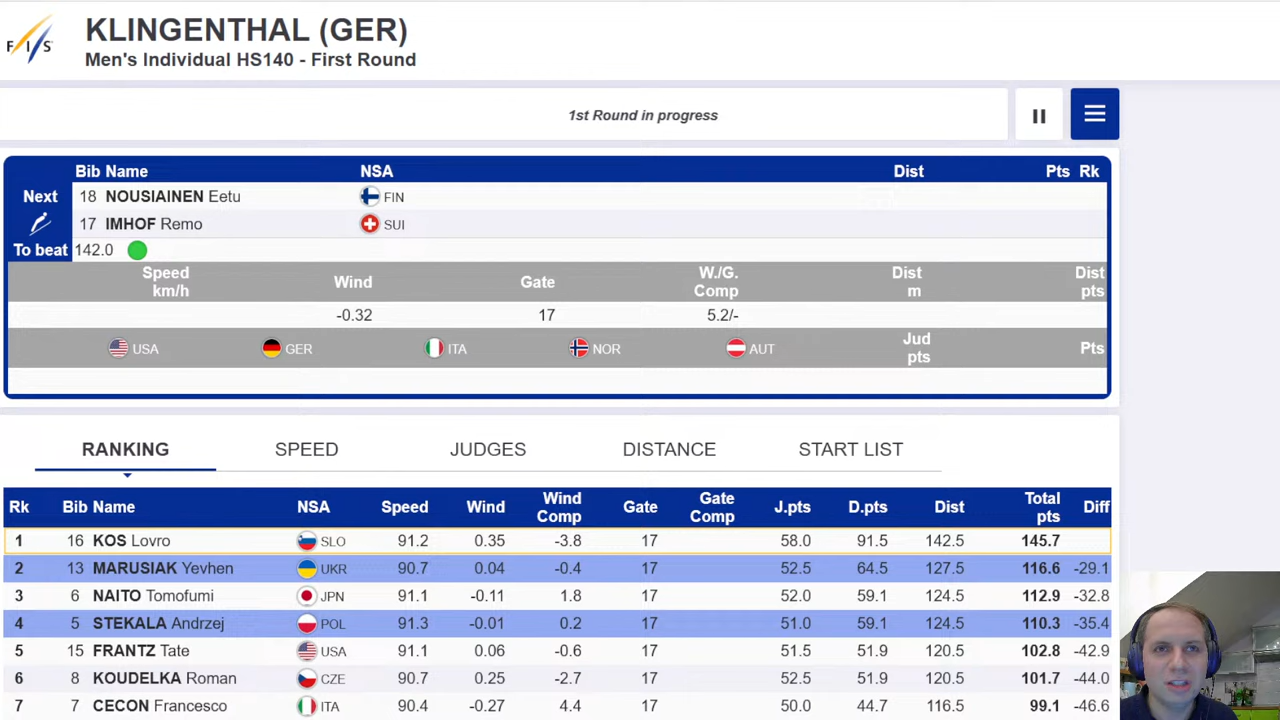 FIS
KLINGENTHAL (GER)
Men's Individual HS140 - First Round
1st Round in progress
Bib Name NSA Dist Pts Rk
Next 18 NOUSIAINEN Eetu FIN
17 IMHOF Remo SUI
To beat 142.0
Speed km/h Wind Gate W./G. Comp Dist m Dist pts
-0.32 17 5.2/-
USA GER ITA NOR AUT Jud pts Pts
RANKING SPEED JUDGES DISTANCE START LIST
Rk Bib Name NSA Speed Wind Wind Comp Gate Gate Comp J.pts D.pts Dist Total pts Diff
1 16 KOS Lovro SLO 91.2 0.35 -3.8 17 58.0 91.5 142.5 145.7
2 13 MARUSIAK Yevhen UKR 90.7 0.04 -0.4 17 52.5 64.5 127.5 116.6 -29.1
3 6 NAITO Tomofumi JPN 91.1 -0.11 1.8 17 52.0 59.1 124.5 112.9 -32.8
4 5 STEKALA Andrzej POL 91.3 -0.01 0.2 17 51.0 59.1 124.5 110.3 -35.4
5 15 FRANTZ Tate USA 91.1 0.06 -0.6 17 51.5 51.9 120.5 102.8 -42.9
6 8 KOUDELKA Roman CZE 90.7 0.25 -2.7 17 52.5 51.9 120.5 101.7 -44.0
7 7 CECON Francesco ITA 90.4 -0.27 4.4 17 50.0 44.7 116.5 99.1 -46.6